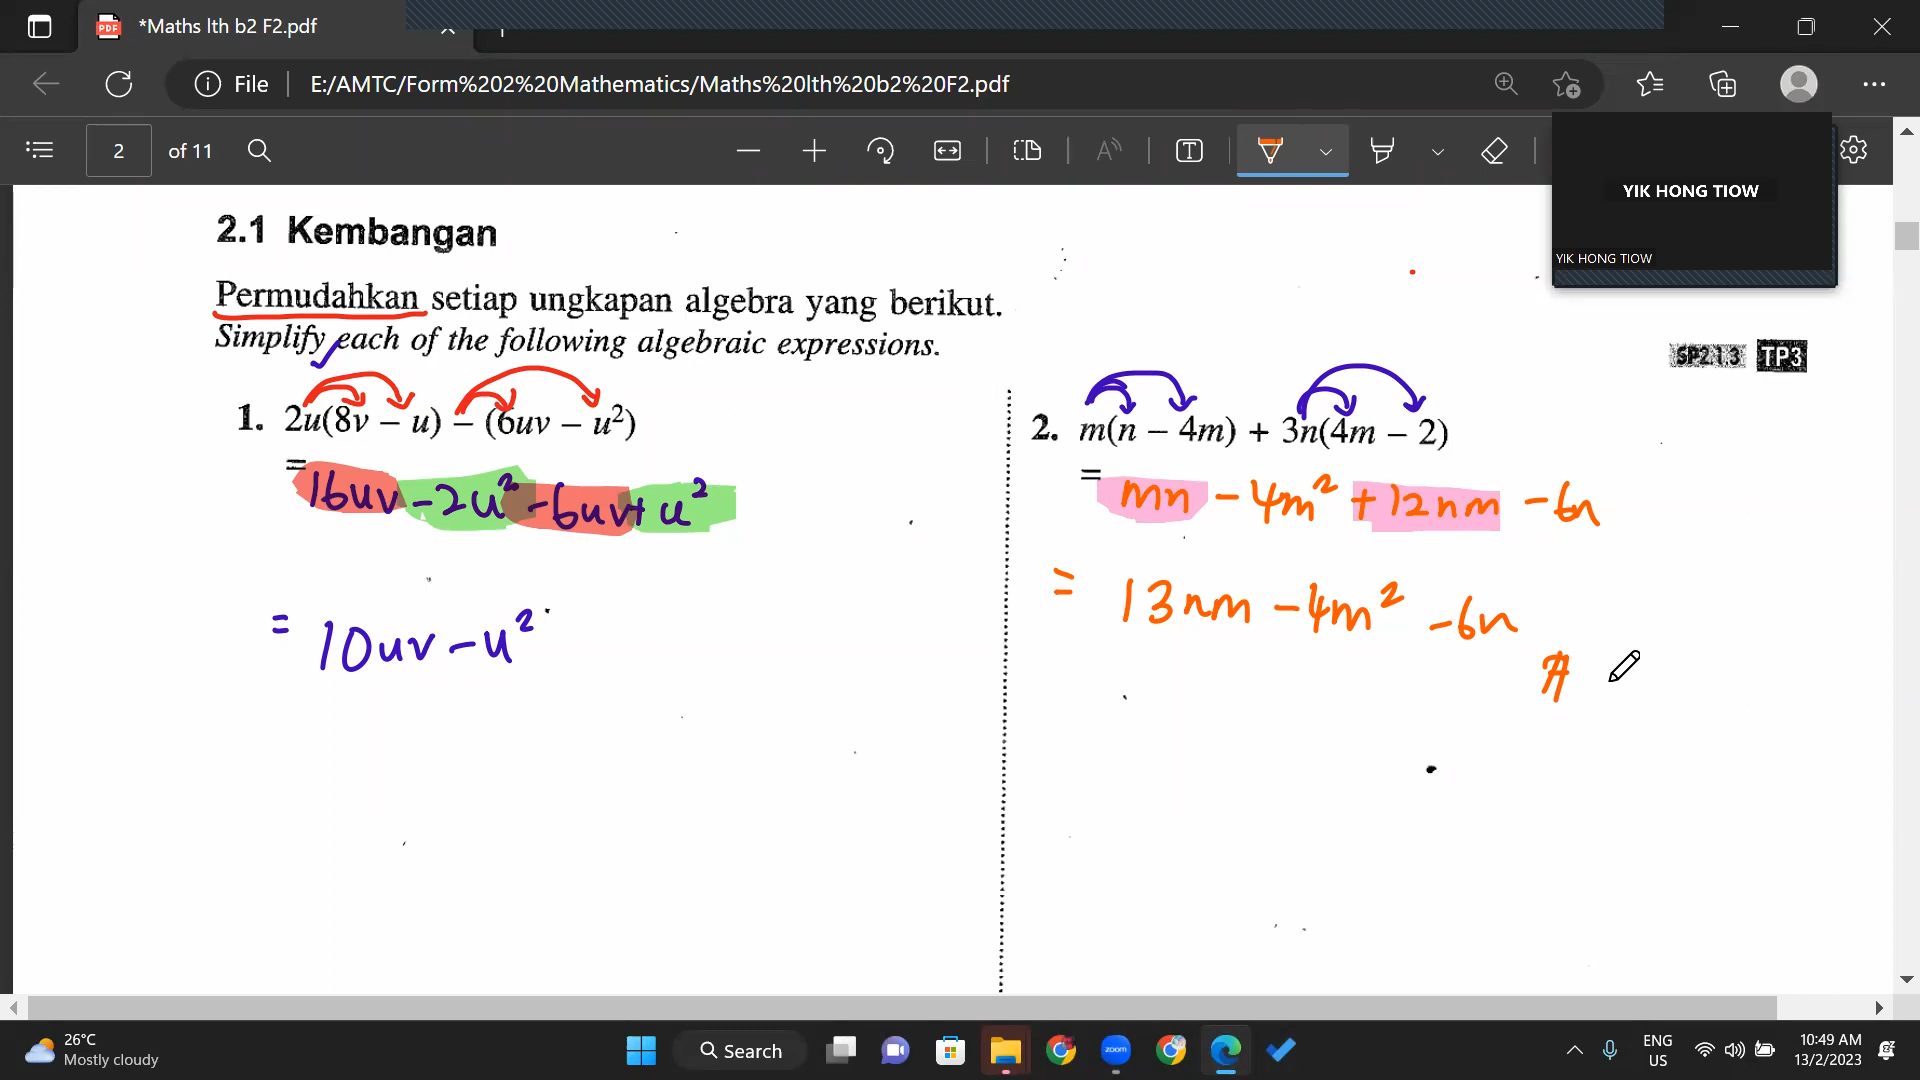 *Maths lth b2 F2.pdf
File
E:/AMTC/Form%202%20Mathematics/Maths%20lth%20b2%20F2.pdf
2 of 11
YIK HONG TIOW
YIK HONG TIOW
2.1 Kembangan
Permudahkan setiap ungkapan algebra yang berikut.
Simplify each of the following algebraic expressions.
SP2.1.3 TP3
1. 2u(8v – u) – (6uv – u²)
= 16uv - 2u² - 6uv + u²
= 10uv - u²
2. m(n – 4m) + 3n(4m – 2)
= mn - 4m² + 12nm - 6n
= 13nm - 4m² - 6n
26°C
Mostly cloudy
Search
zoom
ENG
US
10:49 AM
13/2/2023